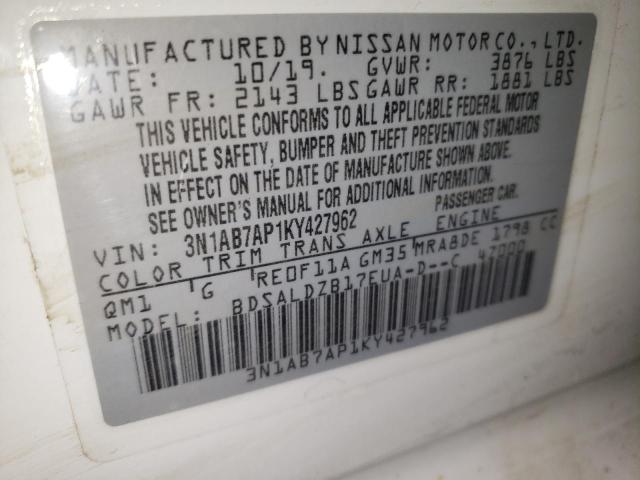 MANUFACTURED BY NISSAN MOTOR CO., LTD.
DATE: 10/19. GVWR: 3876 LBS
GAWR FR: 2143 LBS GAWR RR: 1881 LBS
THIS VEHICLE CONFORMS TO ALL APPLICABLE FEDERAL MOTOR
VEHICLE SAFETY, BUMPER AND THEFT PREVENTION STANDARDS
IN EFFECT ON THE DATE OF MANUFACTURE SHOWN ABOVE.
SEE OWNER'S MANUAL FOR ADDITIONAL INFORMATION.
VIN: 3N1AB7AP1KY427962 PASSENGER CAR.
COLOR TRIM TRANS AXLE ENGINE
QM1 G RE0F11A GM35 MRA8DE 1798 CC
MODEL: BDSALDZB17EUA-D--C 47000
3N1AB7AP1KY427962